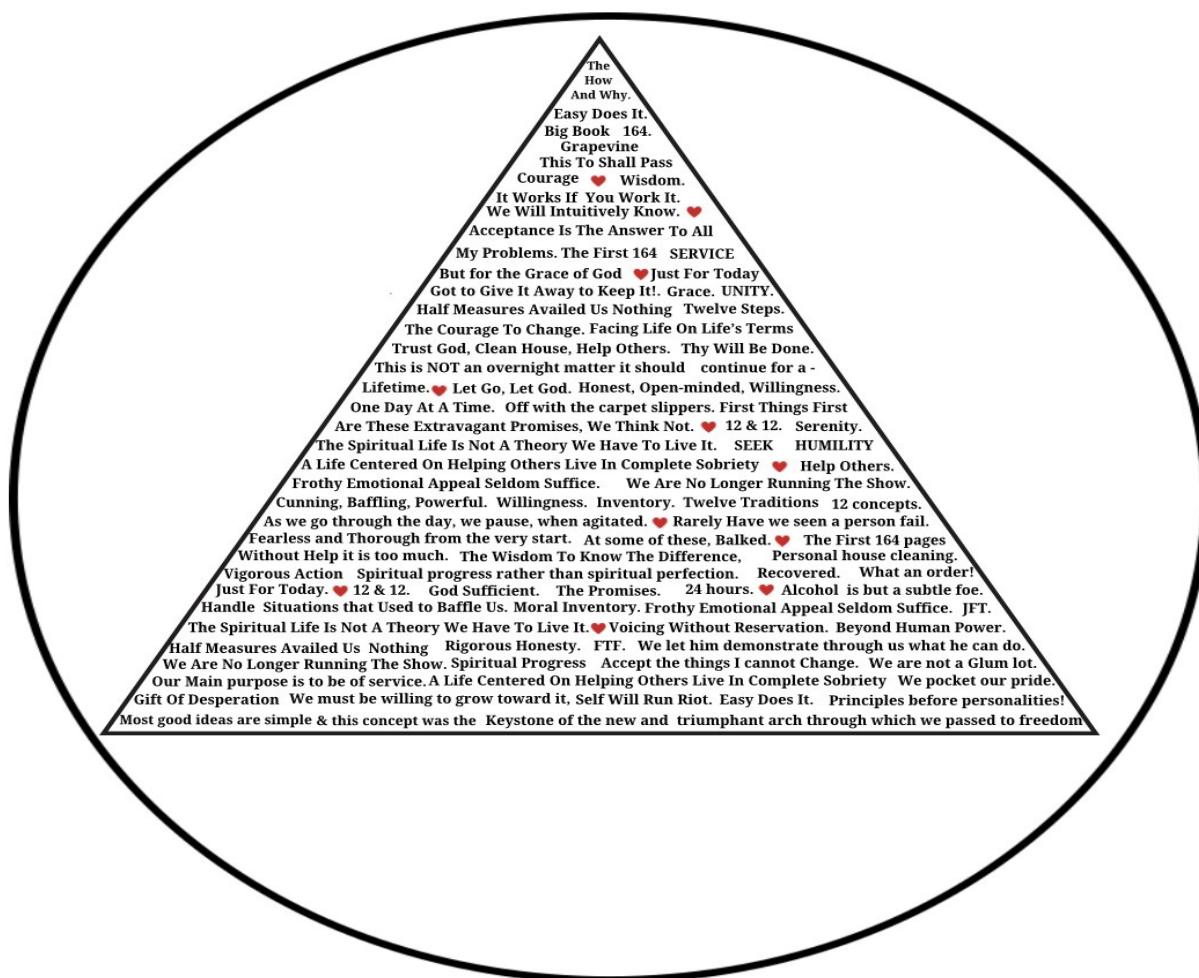 The
How
And Why.
Easy Does It.
Big Book 164.
Grapevine
This To Shall Pass
Courage Wisdom.
It Works If You Work It.
We Will Intuitively Know.
Acceptance Is The Answer To All
My Problems. The First 164 SERVICE
But for the Grace of God Just For Today
Got to Give It Away to Keep It!. Grace. UNITY.
Half Measures Availed Us Nothing Twelve Steps.
The Courage To Change. Facing Life On Life's Terms
Trust God, Clean House, Help Others. Thy Will Be Done.
This is NOT an overnight matter it should continue for a -
Lifetime. Let Go, Let God. Honest, Open-minded, Willingness.
One Day At A Time. Off with the carpet slippers. First Things First
Are These Extravagant Promises, We Think Not. 12 & 12. Serenity.
The Spiritual Life Is Not A Theory We Have To Live It. SEEK HUMILITY
A Life Centered On Helping Others Live In Complete Sobriety Help Others.
Frothy Emotional Appeal Seldom Suffice. We Are No Longer Running The Show.
Cunning, Baffling, Powerful. Willingness. Inventory. Twelve Traditions 12 concepts.
As we go through the day, we pause, when agitated. Rarely Have we seen a person fail.
Fearless and Thorough from the very start. At some of these, Balked. The First 164 pages
Without Help it is too much. The Wisdom To Know The Difference, Personal house cleaning.
Vigorous Action Spiritual progress rather than spiritual perfection. Recovered. What an order!
Just For Today. 12 & 12. God Sufficient. The Promises. 24 hours. Alcohol is but a subtle foe.
Handle Situations that Used to Baffle Us. Moral Inventory. Frothy Emotional Appeal Seldom Suffice. JFT.
The Spiritual Life Is Not A Theory We Have To Live It. Voicing Without Reservation. Beyond Human Power.
Half Measures Availed Us Nothing Rigorous Honesty. FTF. We let him demonstrate through us what he can do.
We Are No Longer Running The Show. Spiritual Progress Accept the things I cannot Change. We are not a Glum lot.
Our Main purpose is to be of service. A Life Centered On Helping Others Live In Complete Sobriety We pocket our pride.
Gift Of Desperation We must be willing to grow toward it, Self Will Run Riot. Easy Does It. Principles before personalities!
Most good ideas are simple & this concept was the Keystone of the new and triumphant arch through which we passed to freedom